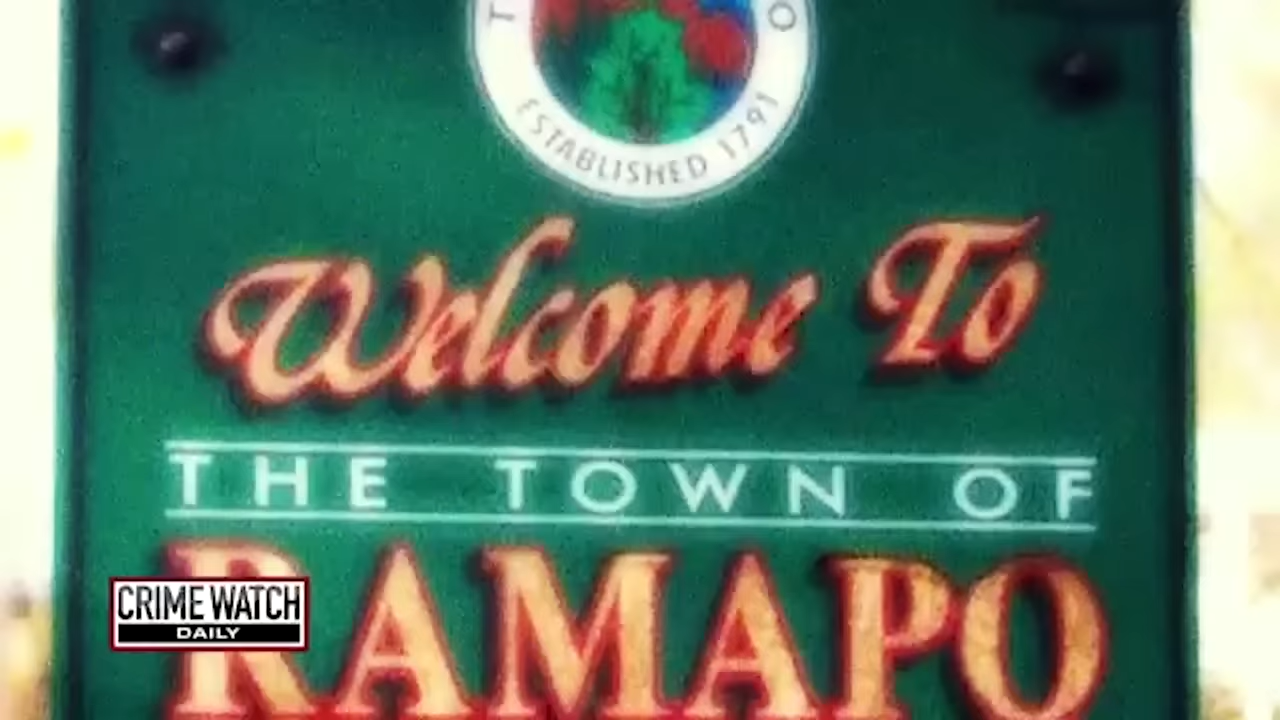 ESTABLISHED 1791
Welcome To
THE TOWN OF
RAMAPO
CRIME WATCH
DAILY